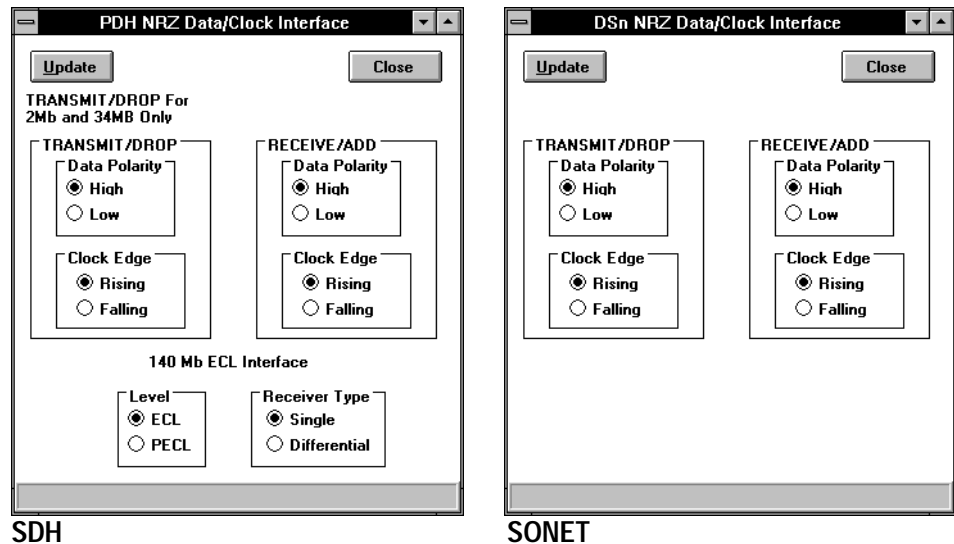 PDH NRZ Data/Clock Interface
Update
Close
TRANSMIT/DROP For
2Mb and 34MB Only
TRANSMIT/DROP
Data Polarity
High
Low
Clock Edge
Rising
Falling
RECEIVE/ADD
Data Polarity
High
Low
Clock Edge
Rising
Falling
140 Mb ECL Interface
Level
ECL
PECL
Receiver Type
Single
Differential
SDH
DSn NRZ Data/Clock Interface
Update
Close
TRANSMIT/DROP
Data Polarity
High
Low
Clock Edge
Rising
Falling
RECEIVE/ADD
Data Polarity
High
Low
Clock Edge
Rising
Falling
SONET